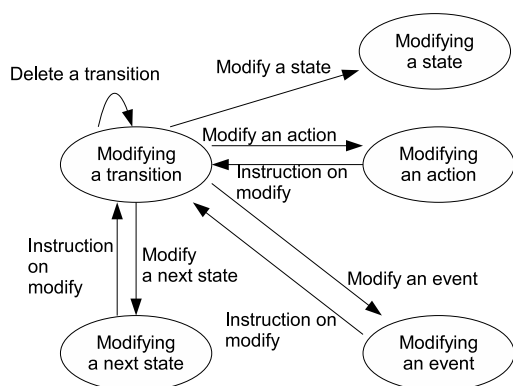 Modifying
a state
Delete a transition
Modify a state
Modify an action
Modifying
a transition
Instruction on
modify
Modifying
an action
Instruction
on
modify
Modify
a next state
Modify an event
Instruction on
modify
Modifying
a next state
Modifying
an event